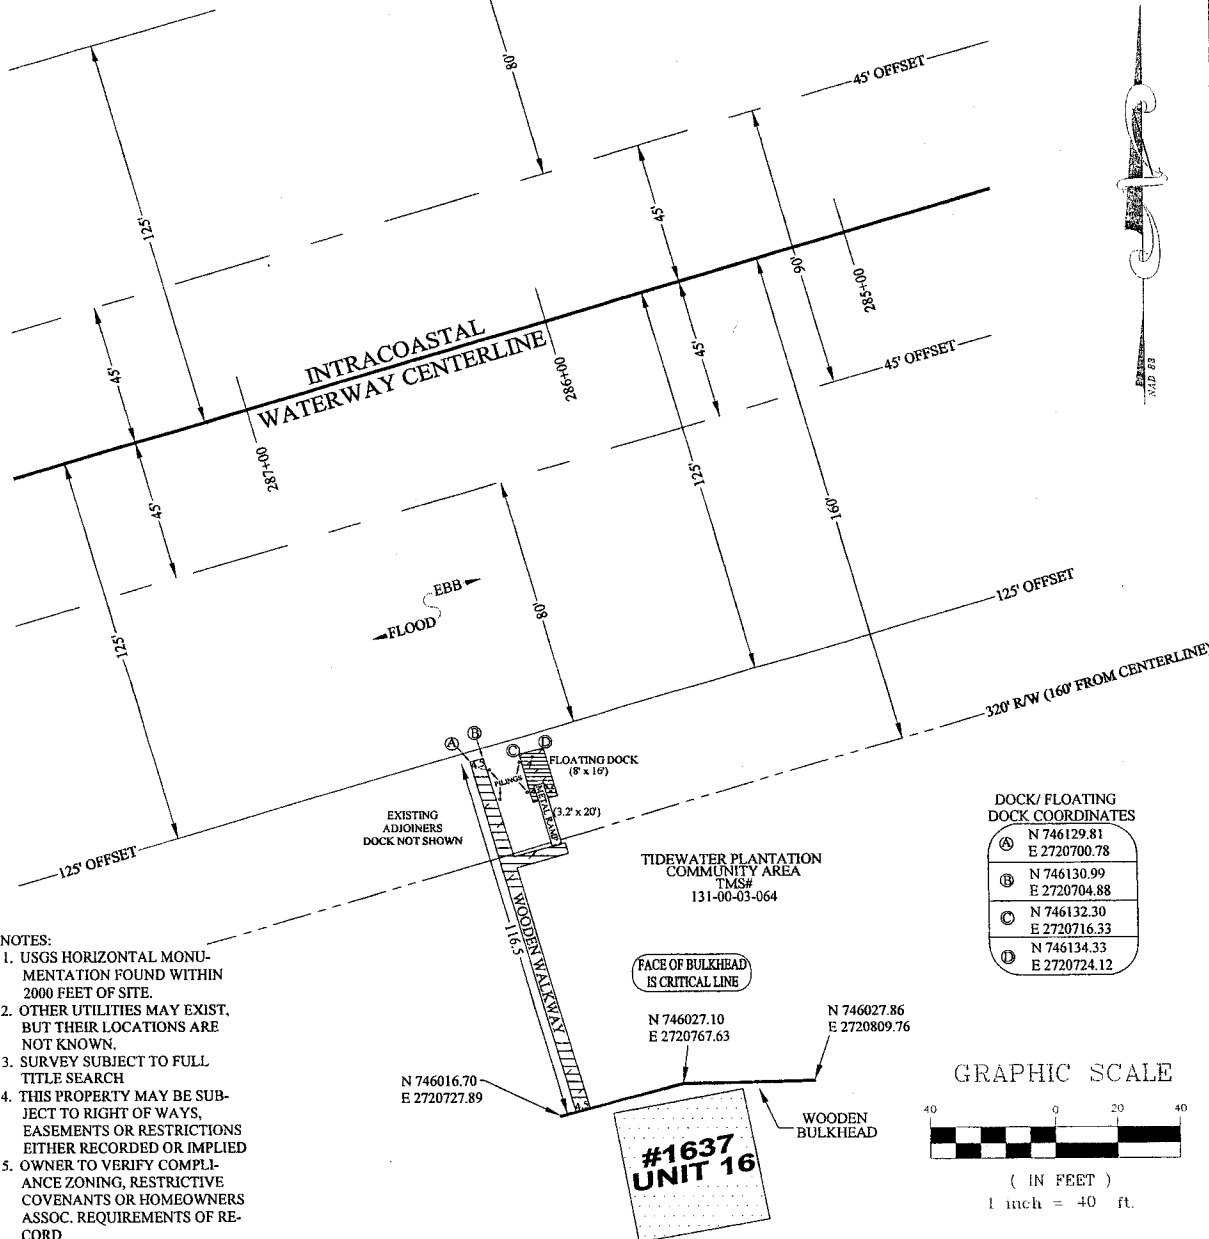 80'
45' OFFSET
125'
45'
90'
285+00
INTRACOASTAL
WATERWAY CENTERLINE
286+00
45'
45'
45' OFFSET
287+00
45'
125'
160'
NAD 83
EBB
FLOOD
80'
125'
125' OFFSET
320' R/W (160' FROM CENTERLINE)
A
B
C
D
4.5
PILINGS
FLOATING DOCK
(8' x 16')
METAL RAMP
(3.2' x 20')
EXISTING
ADJOINERS
DOCK NOT SHOWN
125' OFFSET
TIDEWATER PLANTATION
COMMUNITY AREA
TMS#
131-00-03-064
DOCK/ FLOATING
DOCK COORDINATES
A N 746129.81
E 2720700.78
B N 746130.99
E 2720704.88
C N 746132.30
E 2720716.33
D N 746134.33
E 2720724.12
WOODEN WALKWAY
116.5
FACE OF BULKHEAD
IS CRITICAL LINE
N 746027.10
E 2720767.63
N 746027.86
E 2720809.76
N 746016.70
E 2720727.89
4.5
WOODEN
BULKHEAD
#1637
UNIT 16
NOTES:
1. USGS HORIZONTAL MONU-
MENTATION FOUND WITHIN
2000 FEET OF SITE.
2. OTHER UTILITIES MAY EXIST,
BUT THEIR LOCATIONS ARE
NOT KNOWN.
3. SURVEY SUBJECT TO FULL
TITLE SEARCH
4. THIS PROPERTY MAY BE SUB-
JECT TO RIGHT OF WAYS,
EASEMENTS OR RESTRICTIONS
EITHER RECORDED OR IMPLIED
5. OWNER TO VERIFY COMPLI-
ANCE ZONING, RESTRICTIVE
COVENANTS OR HOMEOWNERS
ASSOC. REQUIREMENTS OF RE-
CORD
GRAPHIC SCALE
40 0 20 40
( IN FEET )
1 inch = 40 ft.